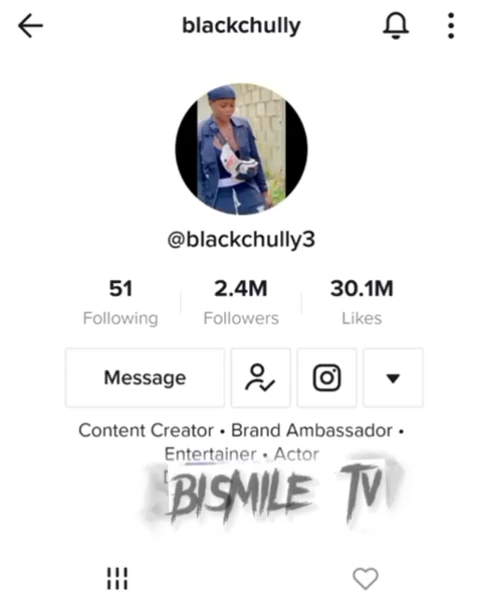 blackchully
@blackchully3
51 2.4M 30.1M
Following Followers Likes
Message
Content Creator • Brand Ambassador •
Entertainer • Actor
BISMILE TV